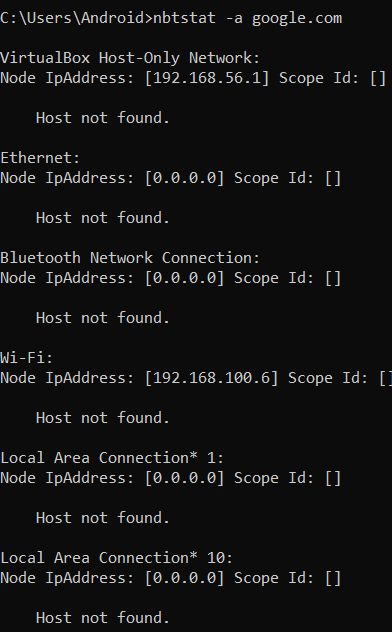 C:\Users\Android>nbtstat -a google.com
VirtualBox Host-Only Network:
Node IpAddress: [192.168.56.1] Scope Id: []
Host not found.
Ethernet:
Node IpAddress: [0.0.0.0] Scope Id: []
Host not found.
Bluetooth Network Connection:
Node IpAddress: [0.0.0.0] Scope Id: []
Host not found.
Wi-Fi:
Node IpAddress: [192.168.100.6] Scope Id: []
Host not found.
Local Area Connection* 1:
Node IpAddress: [0.0.0.0] Scope Id: []
Host not found.
Local Area Connection* 10:
Node IpAddress: [0.0.0.0] Scope Id: []
Host not found.